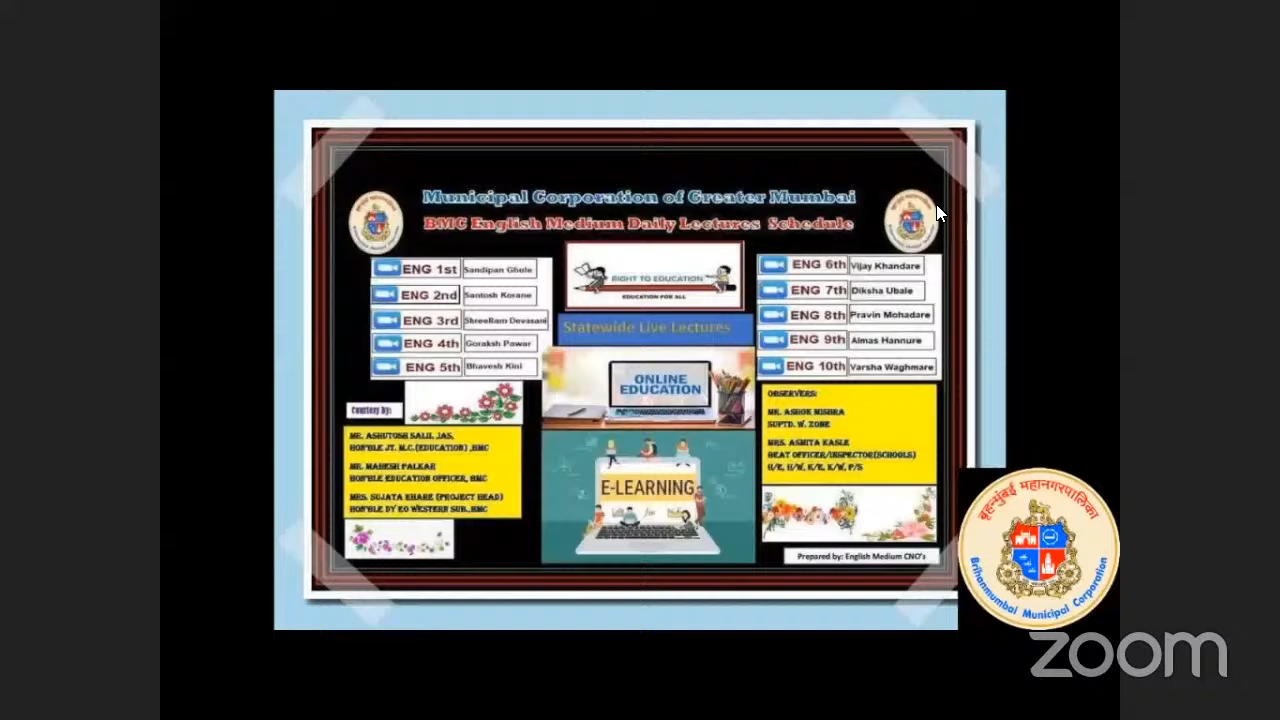 Municipal Corporation of Greater Mumbai
BMC English Medium Daily Lectures Schedule
ENG 1st Sandipan Ghule
ENG 2nd Santosh Korane
ENG 3rd ShreeRam Devasani
ENG 4th Goraksh Pawar
ENG 5th Bhavesh Kini
RIGHT TO EDUCATION
EDUCATION FOR ALL
Statewide Live Lectures
ONLINE
EDUCATION
E-LEARNING
ENG 6th Vijay Khandare
ENG 7th Diksha Ubale
ENG 8th Pravin Mohadare
ENG 9th Almas Hannure
ENG 10th Varsha Waghmare
Courtesy by:
MR. ASHUTOSH SALIL ,IAS,
HON'BLE JT. M.C.(EDUCATION) ,BMC
MR. MAHESH PALKAR
HON'BLE EDUCATION OFFICER, BMC
MRS. SUJATA KHARE (PROJECT HEAD)
HON'BLE DY EO WESTERN SUB.,BMC
OBSERVERS:
MR. ASHOK MISHRA
SUPTD. W. ZONE
MRS. ASMITA KASLE
BEAT OFFICER/INSPECTOR(SCHOOLS)
H/E, H/W, K/E, K/W, P/S
Prepared by: English Medium CNO's
बृहन्मुंबई महानगरपालिका
Brihanmumbai Municipal Corporation
zoom